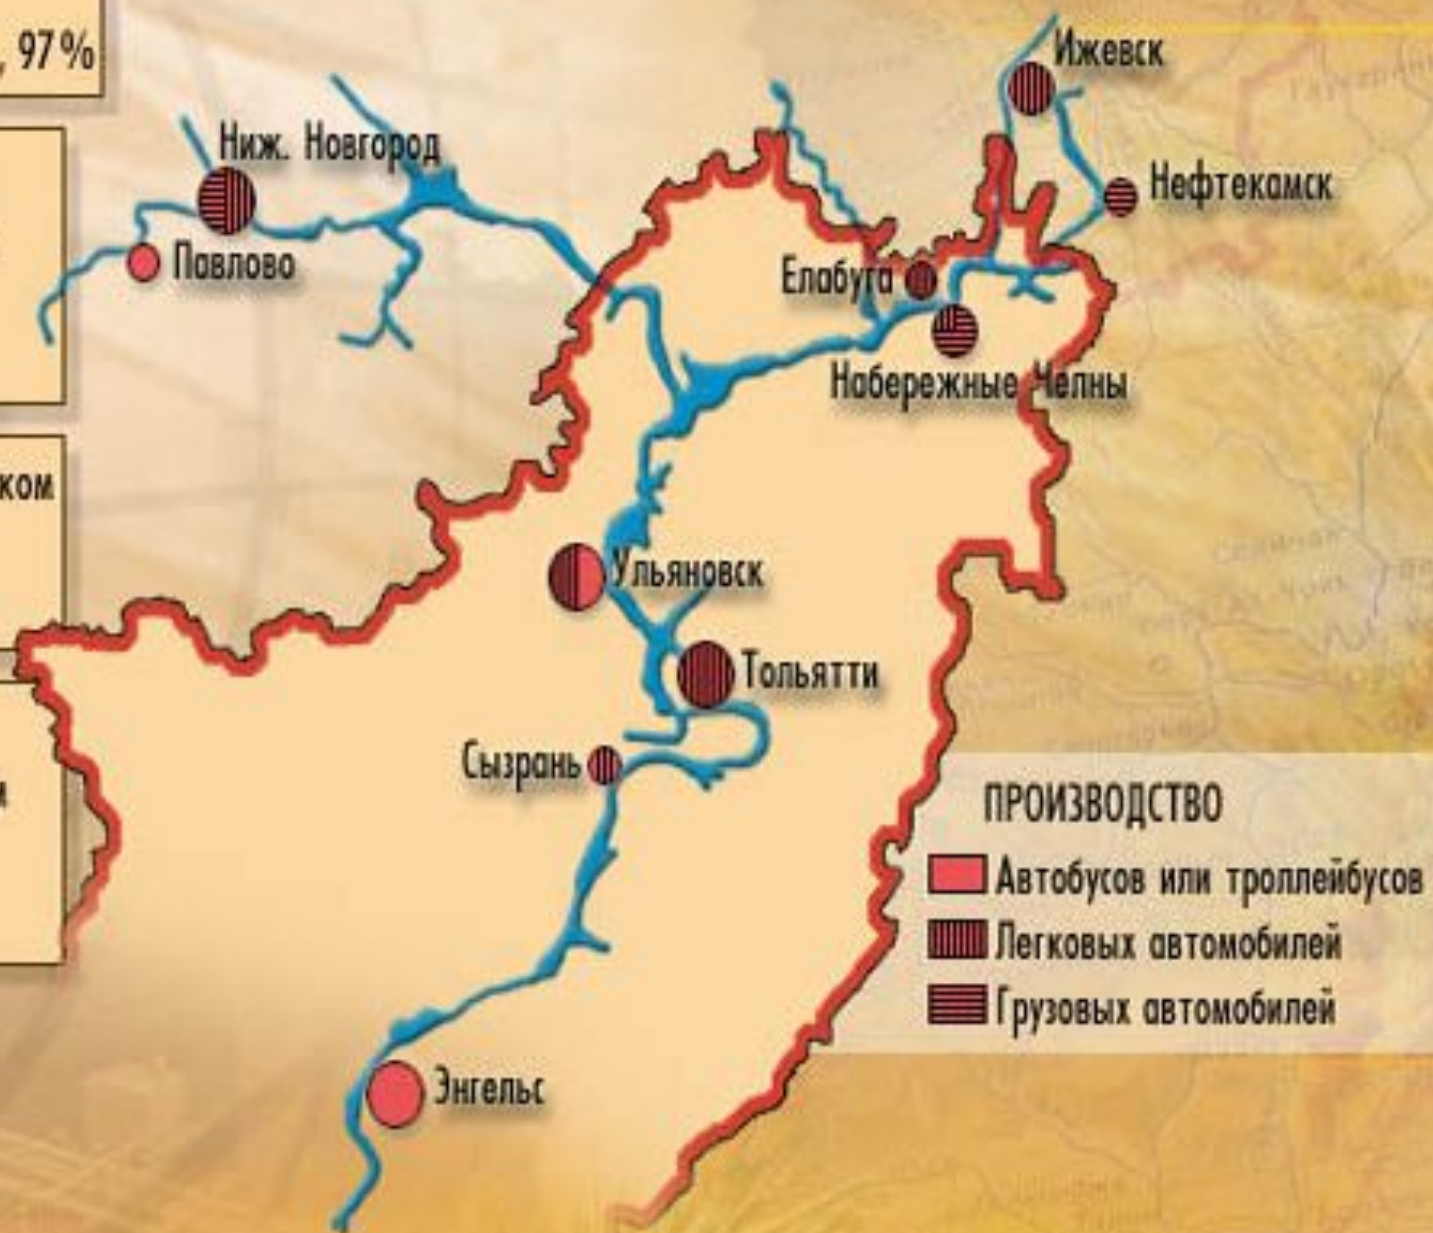 , 97%
ком
Ижевск
Ниж. Новгород
Нефтекамск
Павлово
Елабуга
Набережные Челны
Ульяновск
Тольятти
Сызрань
Энгельс
ПРОИЗВОДСТВО
Автобусов или троллейбусов
Легковых автомобилей
Грузовых автомобилей